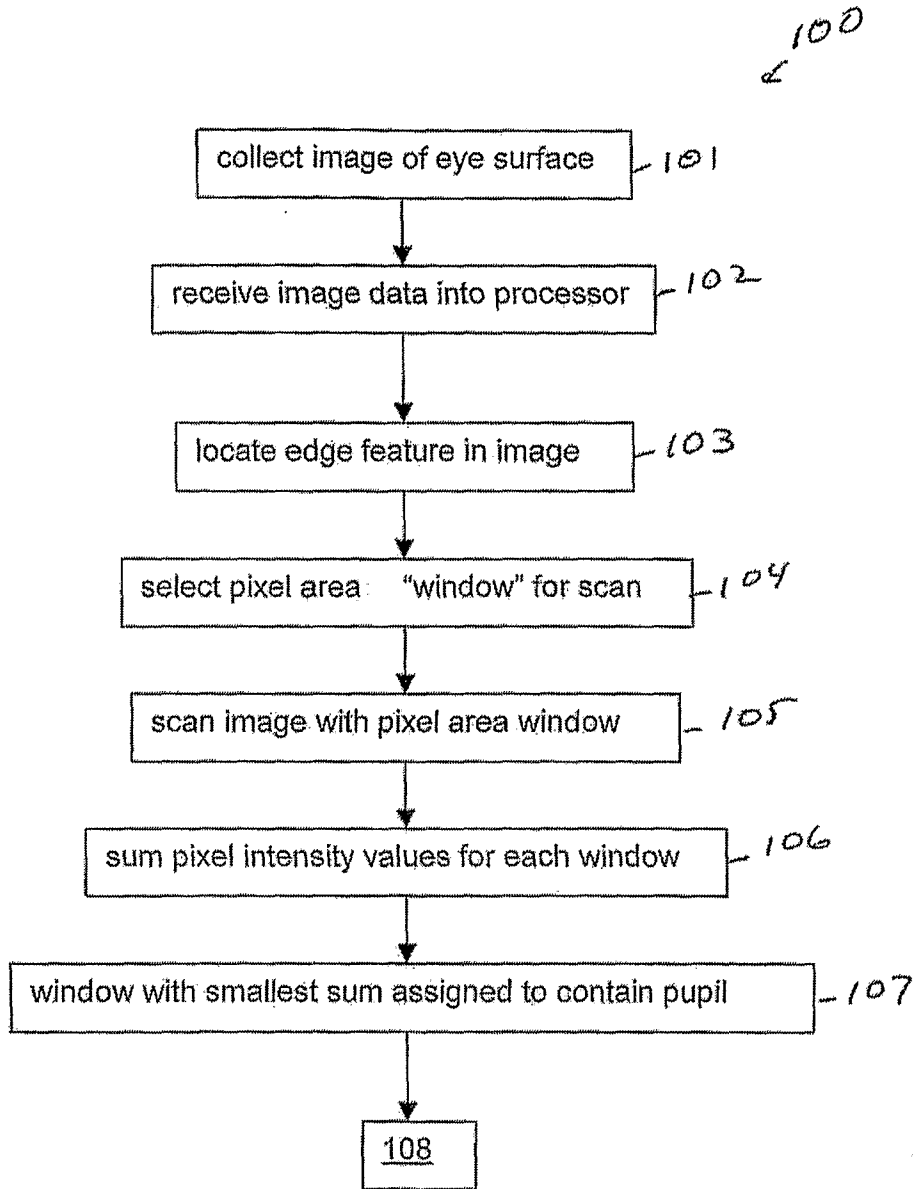 100
collect image of eye surface
101
receive image data into processor
102
locate edge feature in image
103
select pixel area "window" for scan
104
scan image with pixel area window
105
sum pixel intensity values for each window
106
window with smallest sum assigned to contain pupil
107
108